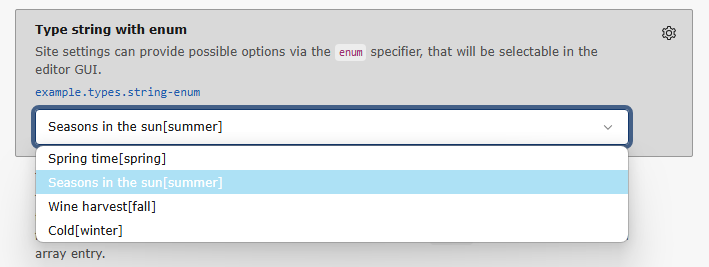 Type string with enum
Site settings can provide possible options via the enum specifier, that will be selectable in the
editor GUI.
example.types.string-enum
Seasons in the sun[summer]
Spring time[spring]
Seasons in the sun[summer]
Wine harvest[fall]
Cold[winter]
array entry.